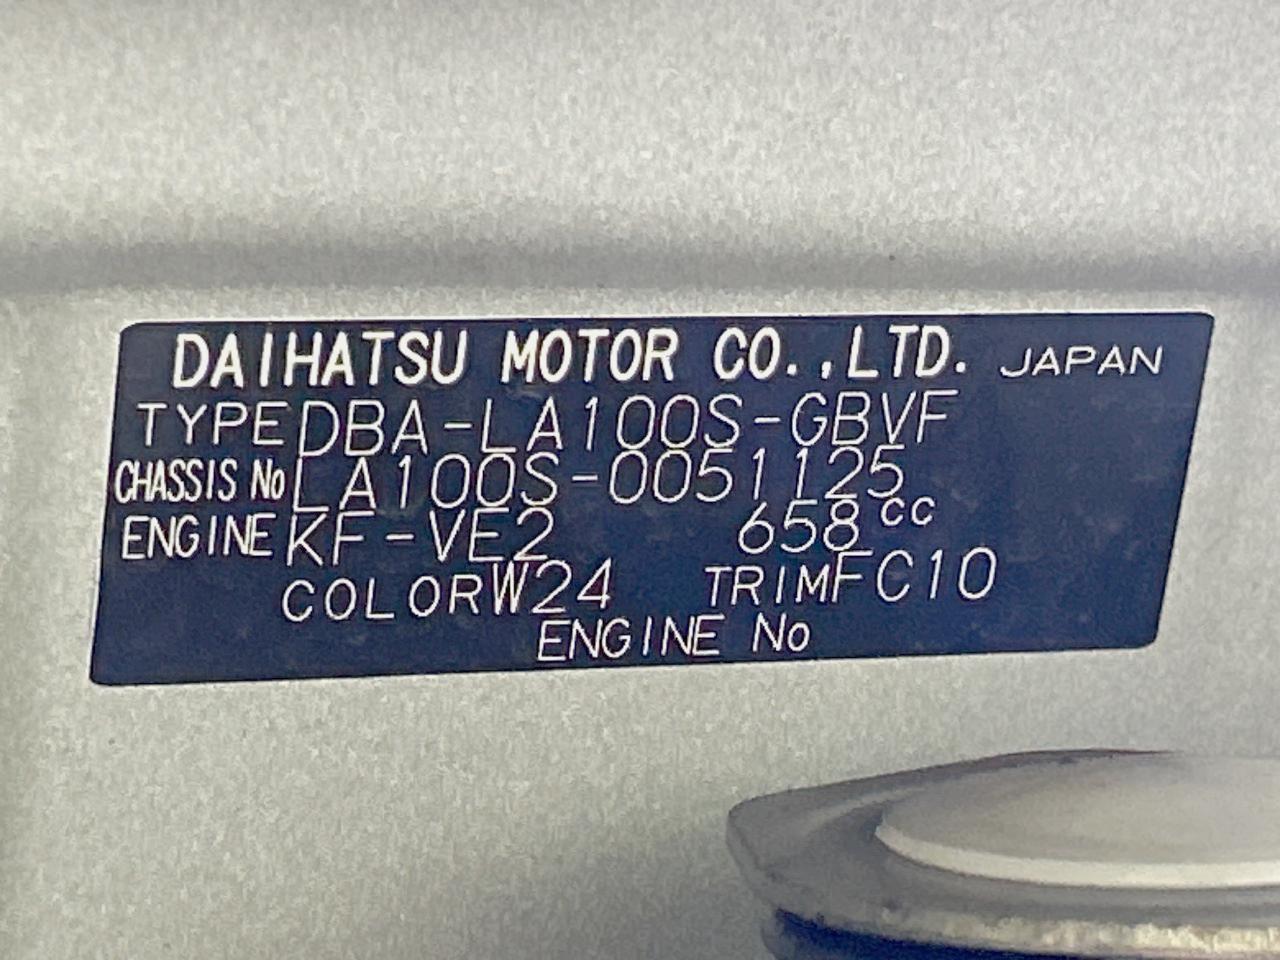 DAIHATSU MOTOR CO.,LTD. JAPAN
TYPE DBA-LA100S-GBVF
CHASSIS No LA100S-0051125
ENGINE KF-VE2 658cc
COLOR W24 TRIM FC10
ENGINE No